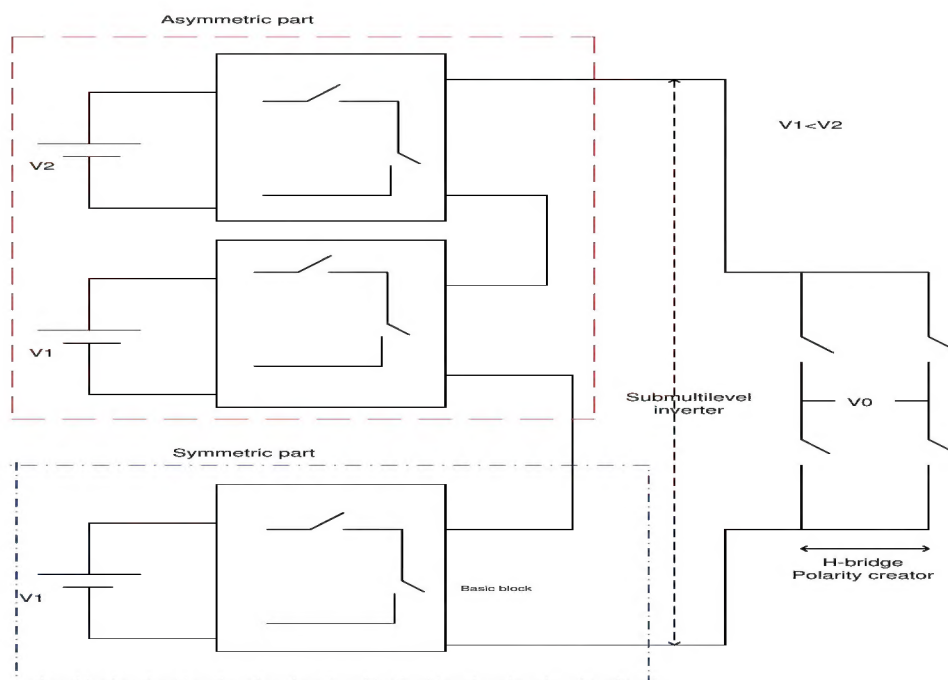 Asymmetric part
V1<V2
V2
V1
Submultilevel
inverter
V0
Symmetric part
H-bridge
Polarity creator
Basic block
V1